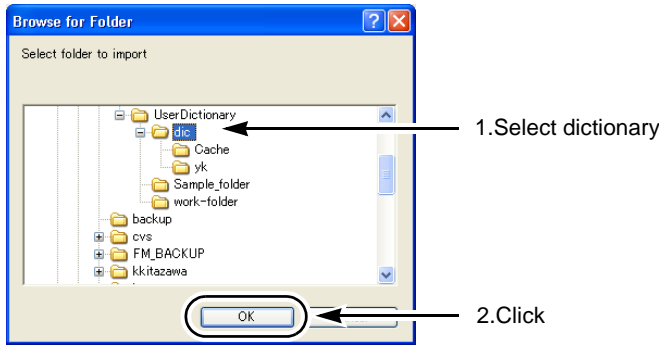 Browse for Folder
Select folder to import
UserDictionary
dic
Cache
yk
Sample_folder
work-folder
backup
cvs
FM_BACKUP
kkitazawa
OK
1.Select dictionary
2.Click